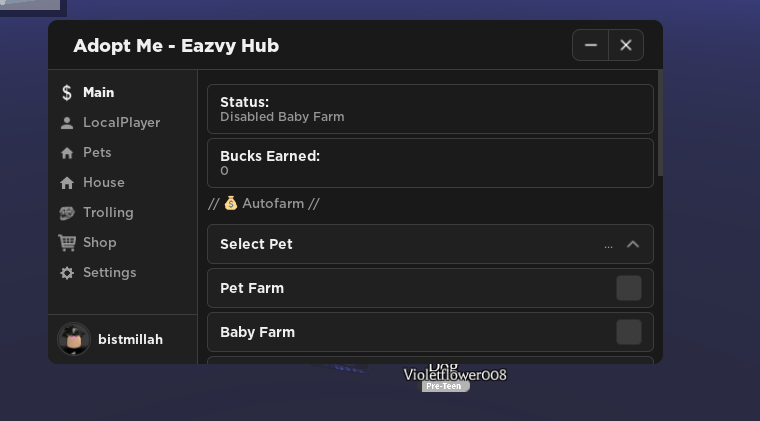 Adopt Me - Eazvy Hub
Main
LocalPlayer
Pets
House
Trolling
Shop
Settings
bistmillah
Status:
Disabled Baby Farm
Bucks Earned:
0
// 💰 Autofarm //
Select Pet
...
Pet Farm
Baby Farm
Dog
Violetflower008
Pre-Teen